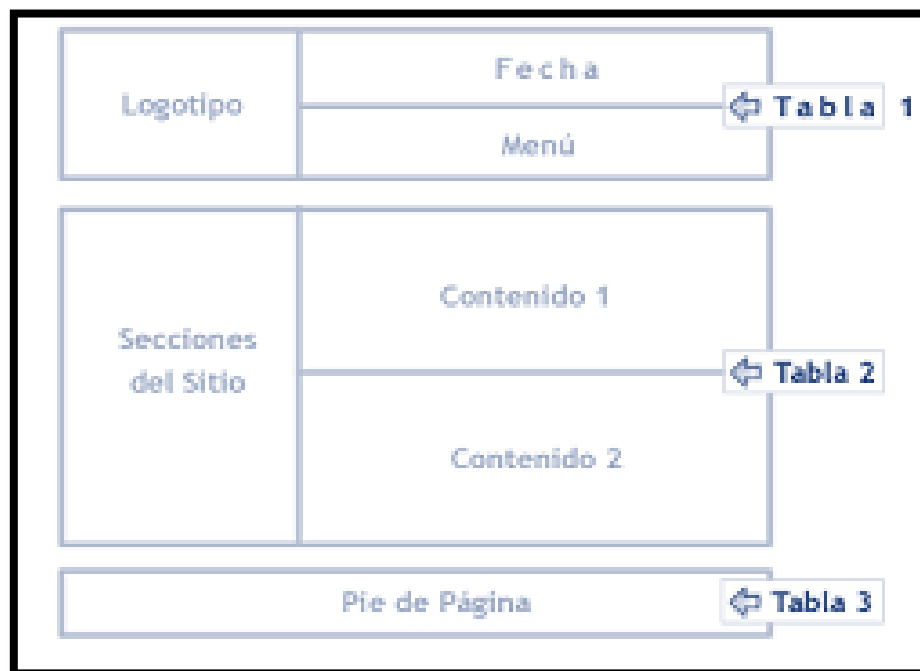 Logotipo
Fecha
Menú
Tabla 1
Secciones
del Sitio
Contenido 1
Contenido 2
Tabla 2
Pie de Página
Tabla 3